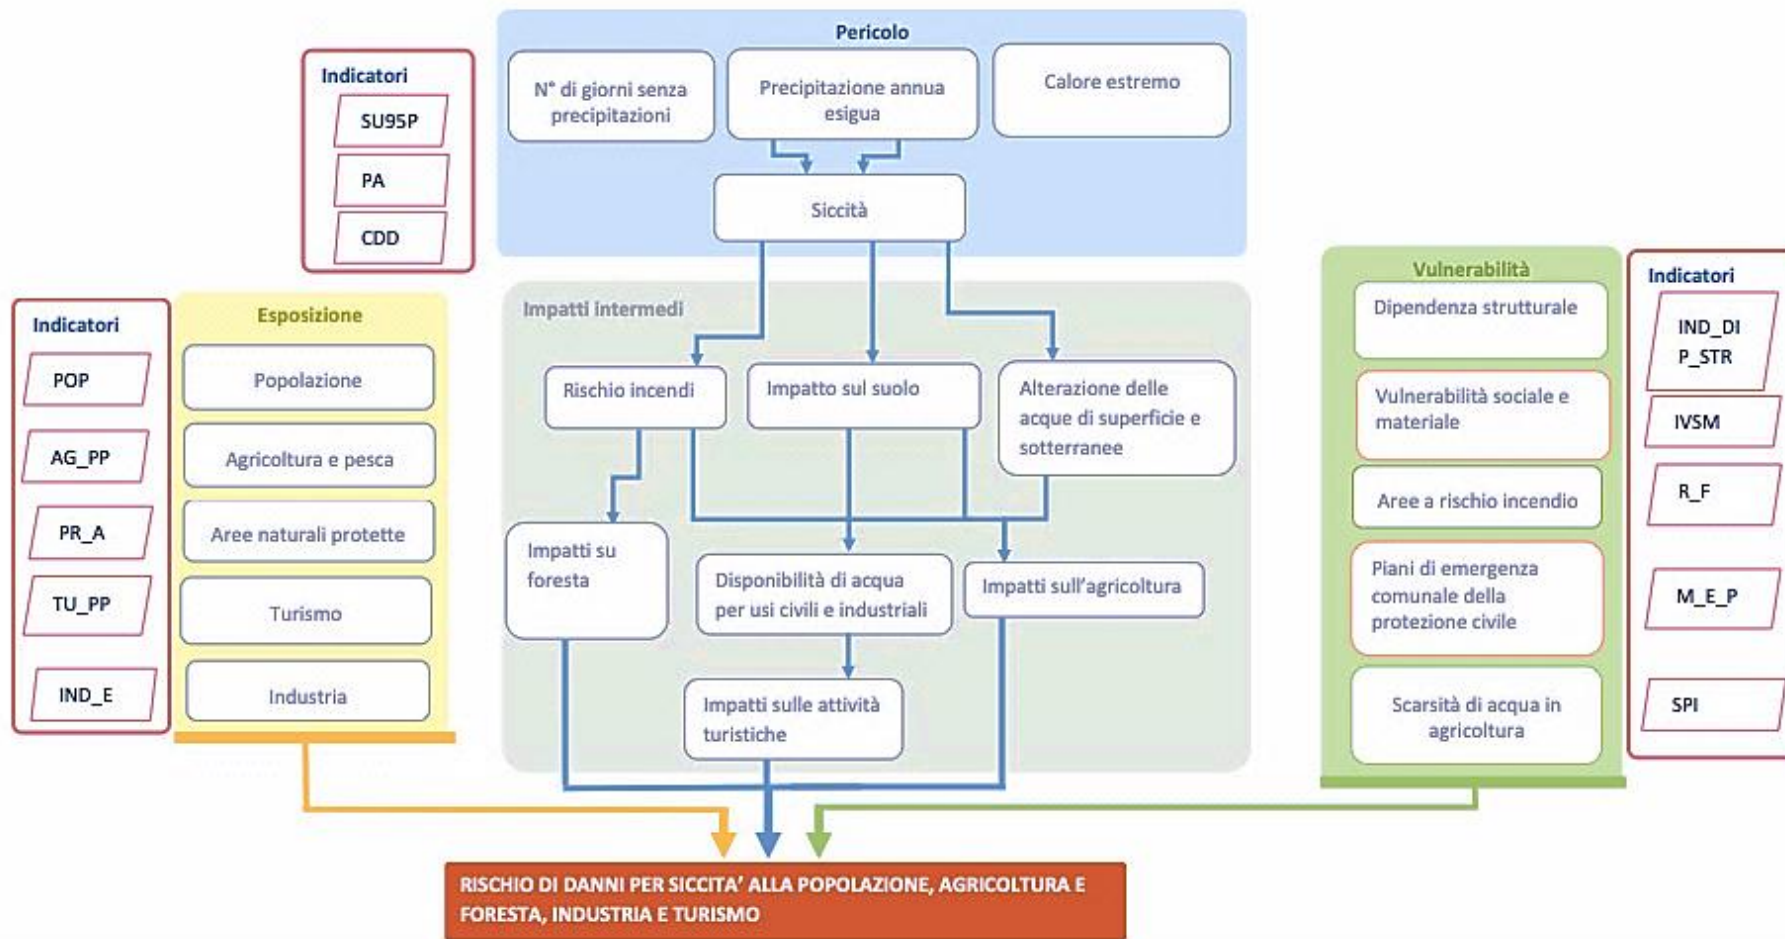 Pericolo
N° di giorni senza
precipitazioni
Precipitazione annua
esigua
Calore estremo
Siccità
Indicatori
SU95P
PA
CDD
Indicatori
POP
AG_PP
PR_A
TU_PP
IND_E
Esposizione
Popolazione
Agricoltura e pesca
Aree naturali protette
Turismo
Industria
Impatti intermedi
Rischio incendi
Impatto sul suolo
Alterazione delle
acque di superficie e
sotterranee
Impatti su
foresta
Disponibilità di acqua
per usi civili e industriali
Impatti sull'agricoltura
Impatti sulle attività
turistiche
Vulnerabilità
Dipendenza strutturale
Vulnerabilità sociale e
materiale
Aree a rischio incendio
Piani di emergenza
comunale della
protezione civile
Scarsità di acqua in
agricoltura
Indicatori
IND_DI
P_STR
IVSM
R_F
M_E_P
SPI
RISCHIO DI DANNI PER SICCITA' ALLA POPOLAZIONE, AGRICOLTURA E
FORESTA, INDUSTRIA E TURISMO